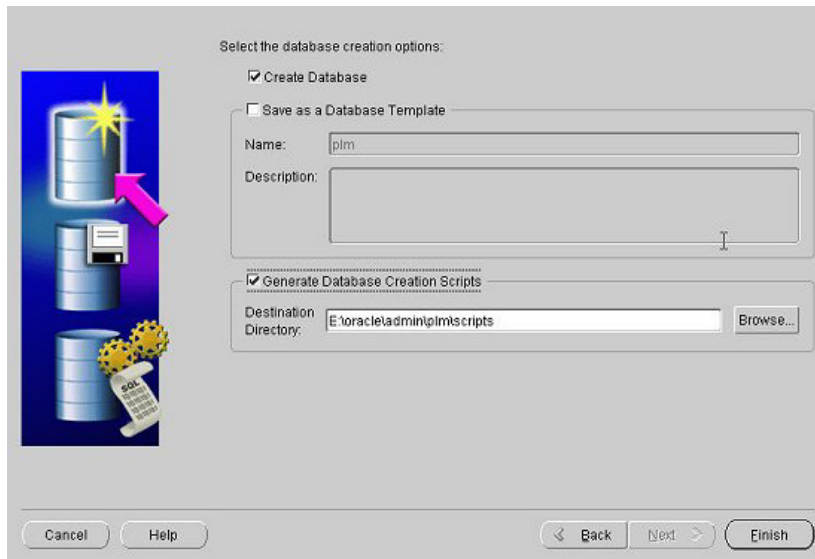 Select the database creation options:
Create Database
Save as a Database Template
Name: plm
Description:
Generate Database Creation Scripts
Destination
Directory: E:\oracle\admin\plm\scripts Browse...
SQL
Cancel Help Back Next Finish